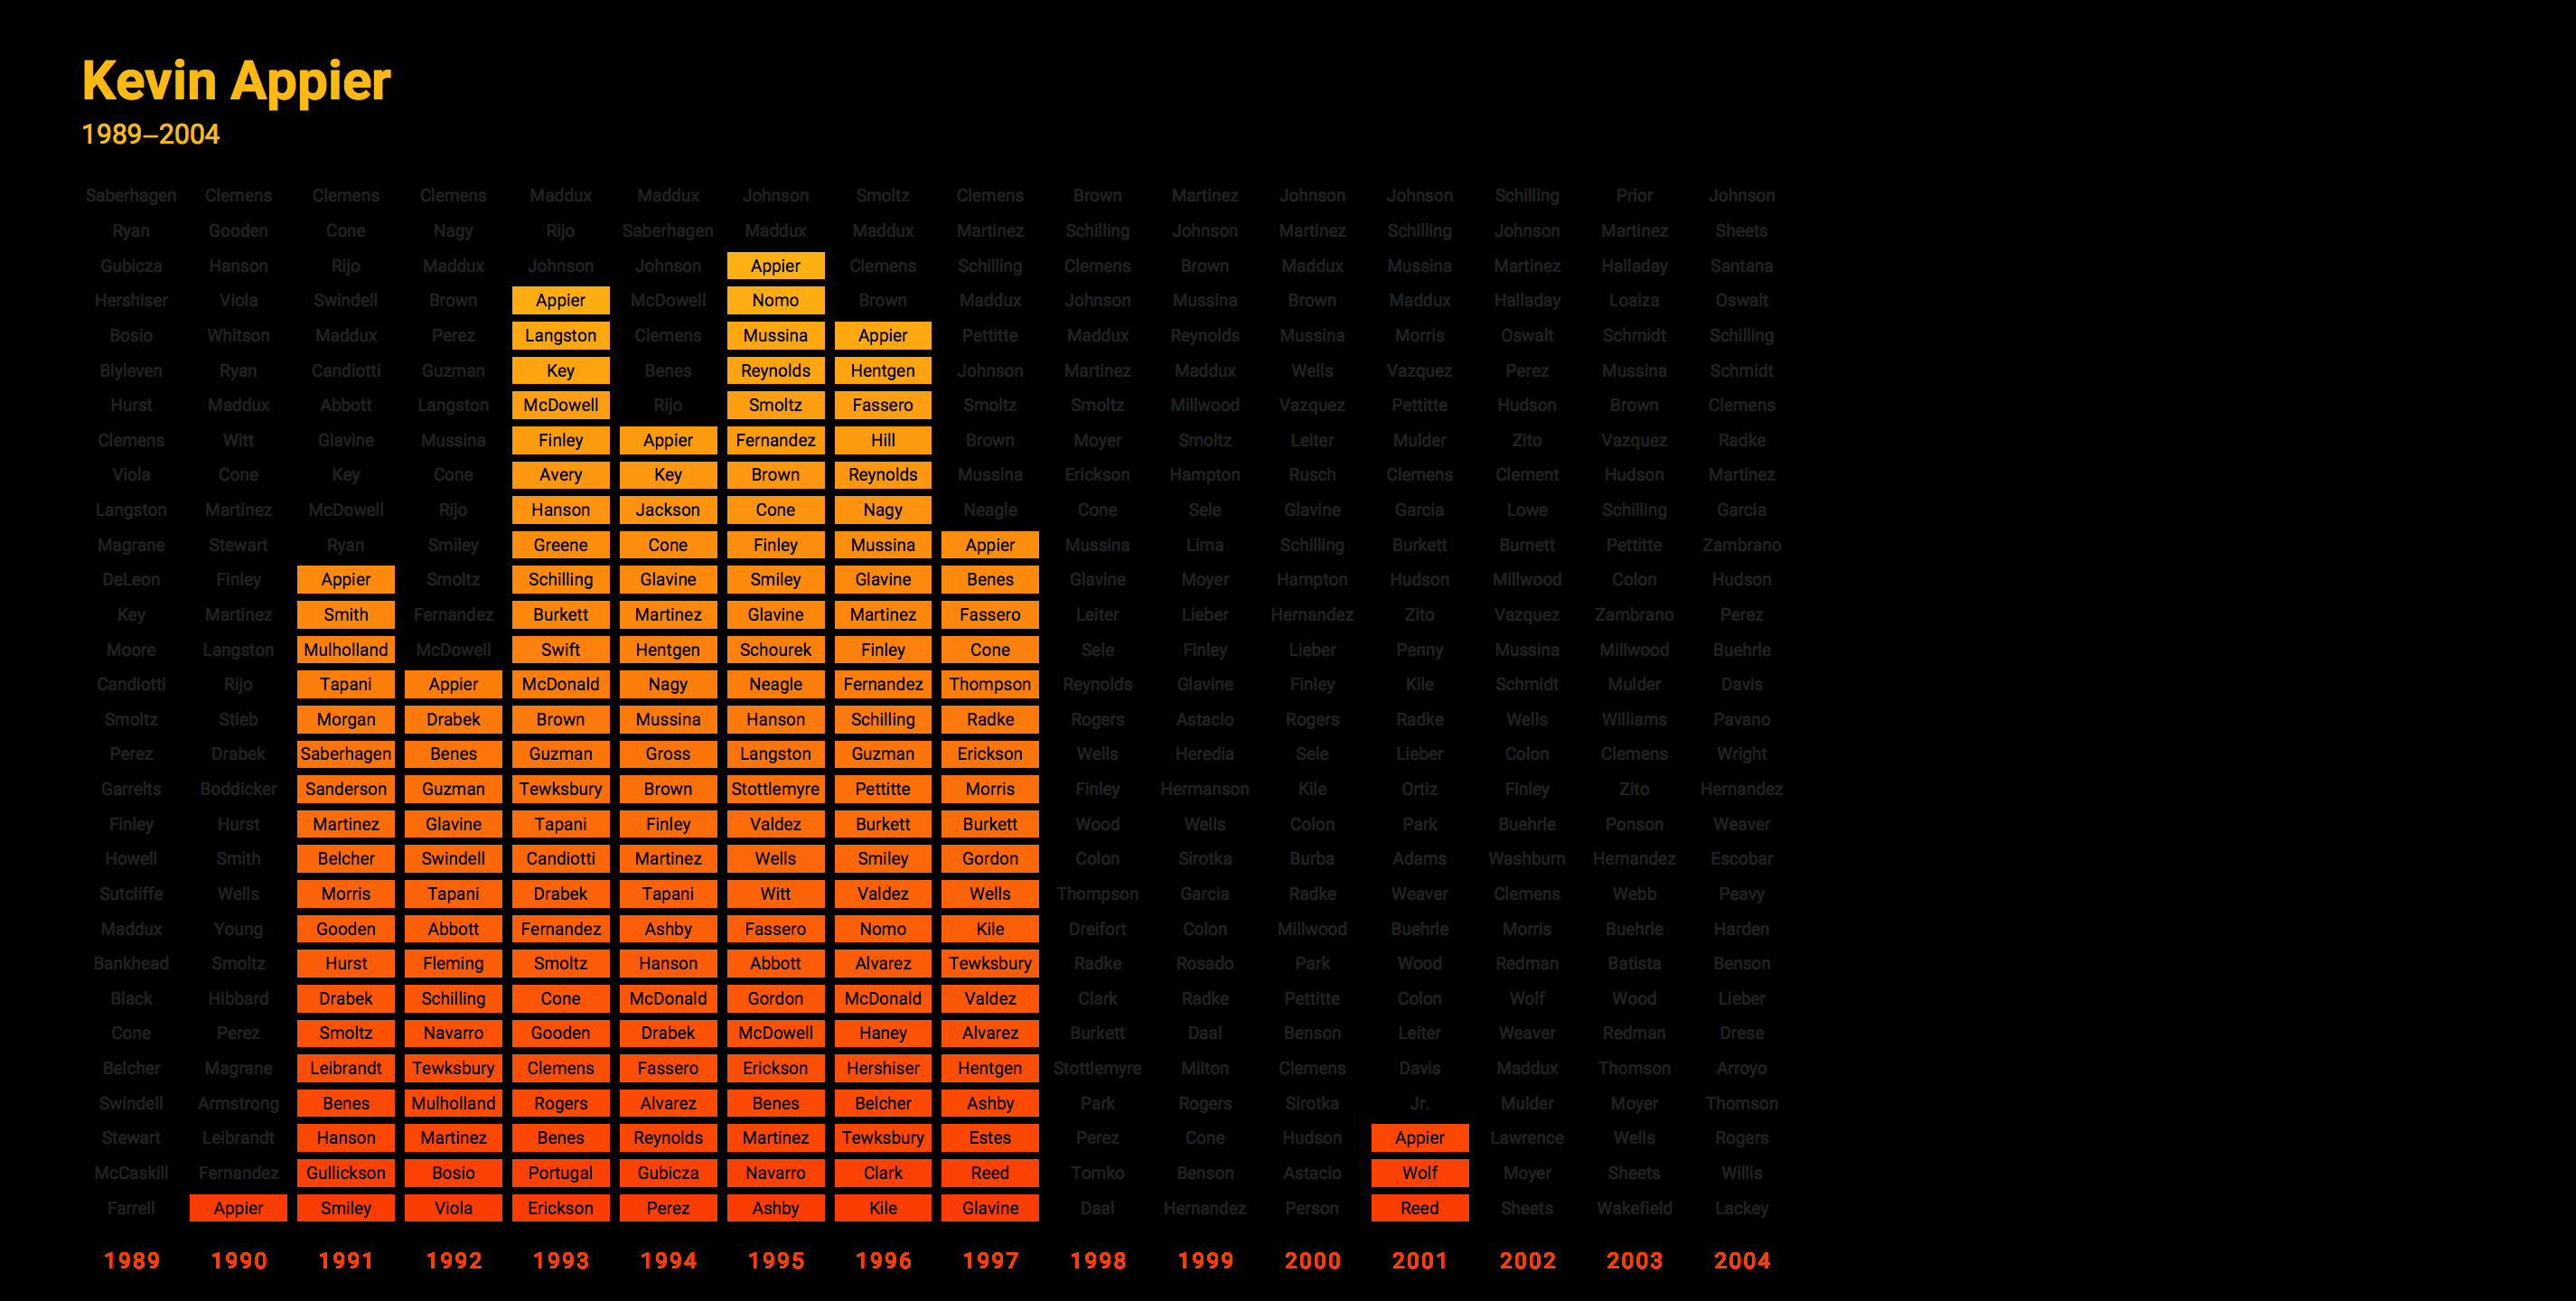 Kevin Appier
1989–2004
Saberhagen Clemens Clemens Clemens Maddux Maddux Johnson Smoltz Clemens Brown Martinez Johnson Johnson Schilling Prior Johnson
Ryan Gooden Cone Nagy Rijo Saberhagen Maddux Maddux Martinez Schilling Johnson Martinez Schilling Johnson Martinez Sheets
Gubicza Hanson Rijo Maddux Johnson Johnson Appier Clemens Schilling Clemens Brown Maddux Mussina Martinez Halladay Santana
Hershiser Viola Swindell Brown Appier McDowell Nomo Brown Maddux Johnson Mussina Brown Maddux Halladay Loaiza Oswalt
Bosio Whitson Maddux Perez Langston Clemens Mussina Appier Pettitte Maddux Reynolds Mussina Morris Oswalt Schmidt Schilling
Blyleven Ryan Candiotti Guzman Key Benes Reynolds Hentgen Johnson Martinez Maddux Wells Vazquez Perez Mussina Schmidt
Hurst Maddux Abbott Langston McDowell Rijo Smoltz Fassero Smoltz Smoltz Millwood Vazquez Pettitte Hudson Brown Clemens
Clemens Witt Glavine Mussina Finley Appier Fernandez Hill Brown Moyer Smoltz Leiter Mulder Zito Vazquez Radke
Viola Cone Key Cone Avery Key Brown Reynolds Mussina Erickson Hampton Rusch Clemens Clement Hudson Martinez
Langston Martinez McDowell Rijo Hanson Jackson Cone Nagy Neagle Cone Sele Glavine Garcia Lowe Schilling Garcia
Magrane Stewart Ryan Smiley Greene Cone Finley Mussina Appier Mussina Lima Schilling Burkett Burnett Pettitte Zambrano
DeLeon Finley Appier Smoltz Schilling Glavine Smiley Glavine Benes Glavine Moyer Hampton Hudson Millwood Colon Hudson
Key Martinez Smith Fernandez Burkett Martinez Glavine Martinez Fassero Leiter Lieber Hernandez Zito Vazquez Zambrano Perez
Moore Langston Mulholland McDowell Swift Hentgen Schourek Finley Cone Sele Finley Lieber Penny Mussina Millwood Buehrle
Candiotti Rijo Tapani Appier McDonald Nagy Neagle Fernandez Thompson Reynolds Glavine Finley Kile Schmidt Mulder Davis
Smoltz Stieb Morgan Drabek Brown Mussina Hanson Schilling Radke Rogers Astacio Rogers Radke Wells Williams Pavano
Perez Drabek Saberhagen Benes Guzman Gross Langston Guzman Erickson Wells Heredia Sele Lieber Colon Clemens Wright
Garrelts Boddicker Sanderson Guzman Tewksbury Brown Stottlemyre Pettitte Morris Finley Hermanson Kile Ortiz Finley Zito Hernandez
Finley Hurst Martinez Glavine Tapani Finley Valdez Burkett Burkett Wood Wells Colon Park Buehrle Ponson Weaver
Howell Smith Belcher Swindell Candiotti Martinez Wells Smiley Gordon Colon Sirotka Burba Adams Washburn Hernandez Escobar
Sutcliffe Wells Morris Tapani Drabek Tapani Witt Valdez Wells Thompson Garcia Radke Weaver Clemens Webb Peavy
Maddux Young Gooden Abbott Fernandez Ashby Fassero Nomo Kile Dreifort Colon Millwood Buehrle Morris Buehrle Harden
Bankhead Smoltz Hurst Fleming Smoltz Hanson Abbott Alvarez Tewksbury Radke Rosado Park Wood Redman Batista Benson
Black Hibbard Drabek Schilling Cone McDonald Gordon McDonald Valdez Clark Radke Pettitte Colon Wolf Wood Lieber
Cone Perez Smoltz Navarro Gooden Drabek McDowell Haney Alvarez Burkett Daal Benson Leiter Weaver Redman Drese
Belcher Magrane Leibrandt Tewksbury Clemens Fassero Erickson Hershiser Hentgen Stottlemyre Milton Clemens Davis Maddux Thomson Arroyo
Swindell Armstrong Benes Mulholland Rogers Alvarez Benes Belcher Ashby Park Rogers Sirotka Jr. Mulder Moyer Thomson
Stewart Leibrandt Hanson Martinez Benes Reynolds Martinez Tewksbury Estes Perez Cone Hudson Appier Lawrence Wells Rogers
McCaskill Fernandez Gullickson Bosio Portugal Gubicza Navarro Clark Reed Tomko Benson Astacio Wolf Moyer Sheets Willis
Farrell Appier Smiley Viola Erickson Perez Ashby Kile Glavine Daal Hernandez Person Reed Sheets Wakefield Lackey
1989 1990 1991 1992 1993 1994 1995 1996 1997 1998 1999 2000 2001 2002 2003 2004